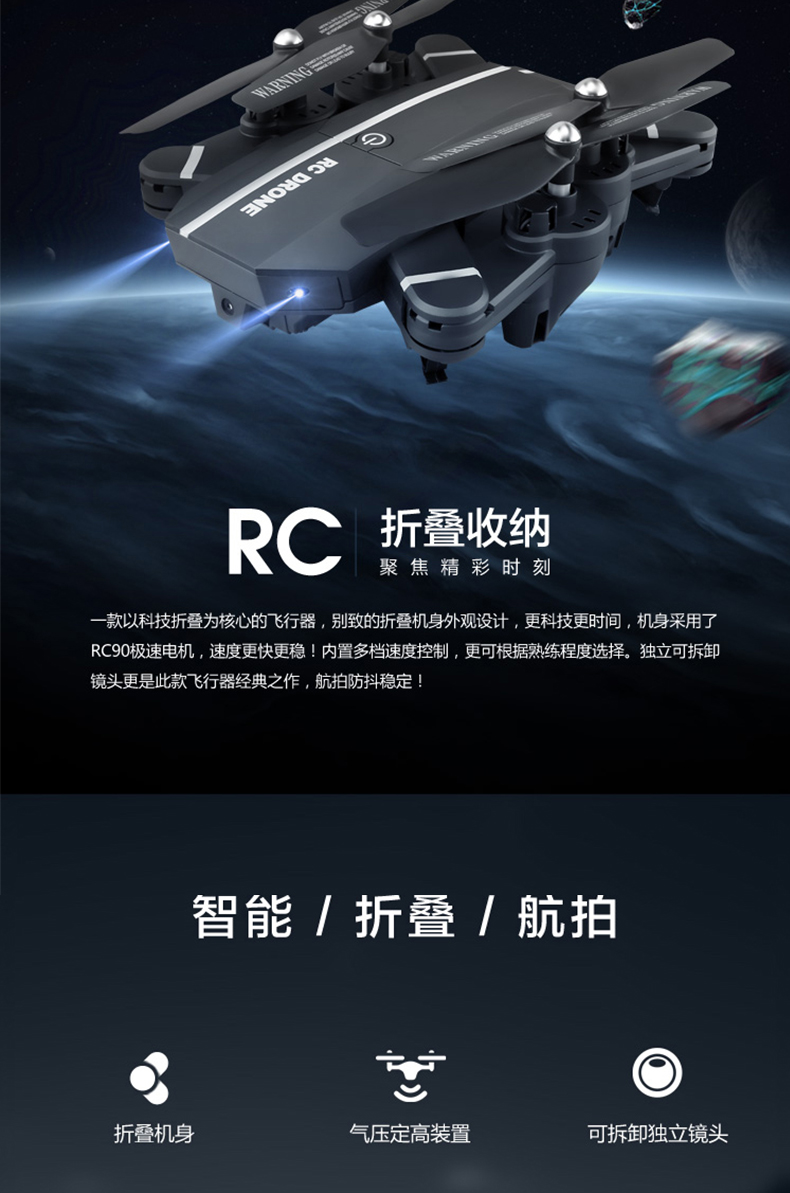 WARNING
WARNING
WARNING
RC DRONE
RC
折叠收纳
聚焦精彩时刻
一款以科技折叠为核心的飞行器，别致的折叠机身外观设计，更科技更时间，机身采用了
RC90极速电机，速度更快更稳！内置多档速度控制，更可根据熟练程度选择。独立可拆卸
镜头更是此款飞行器经典之作，航拍防抖稳定！
智能 / 折叠 / 航拍
折叠机身
气压定高装置
可拆卸独立镜头